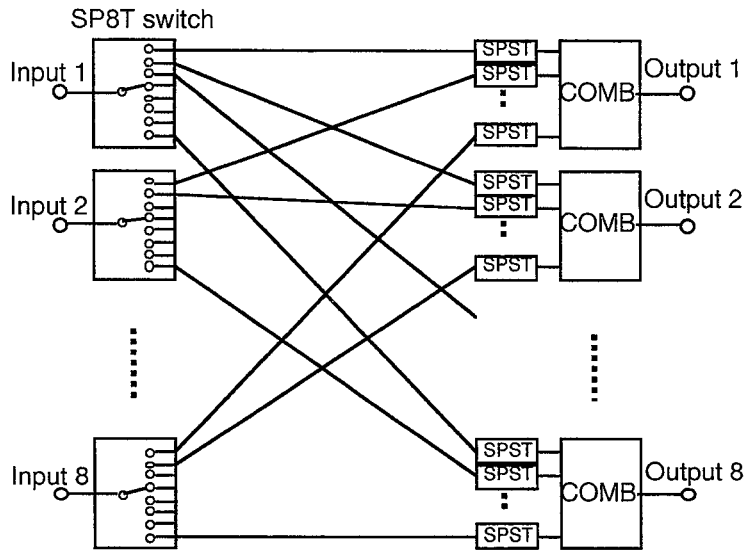 SP8T switch
Input 1
SPST
SPST
SPST
COMB
Output 1
Input 2
SPST
SPST
SPST
COMB
Output 2
Input 8
SPST
SPST
SPST
COMB
Output 8